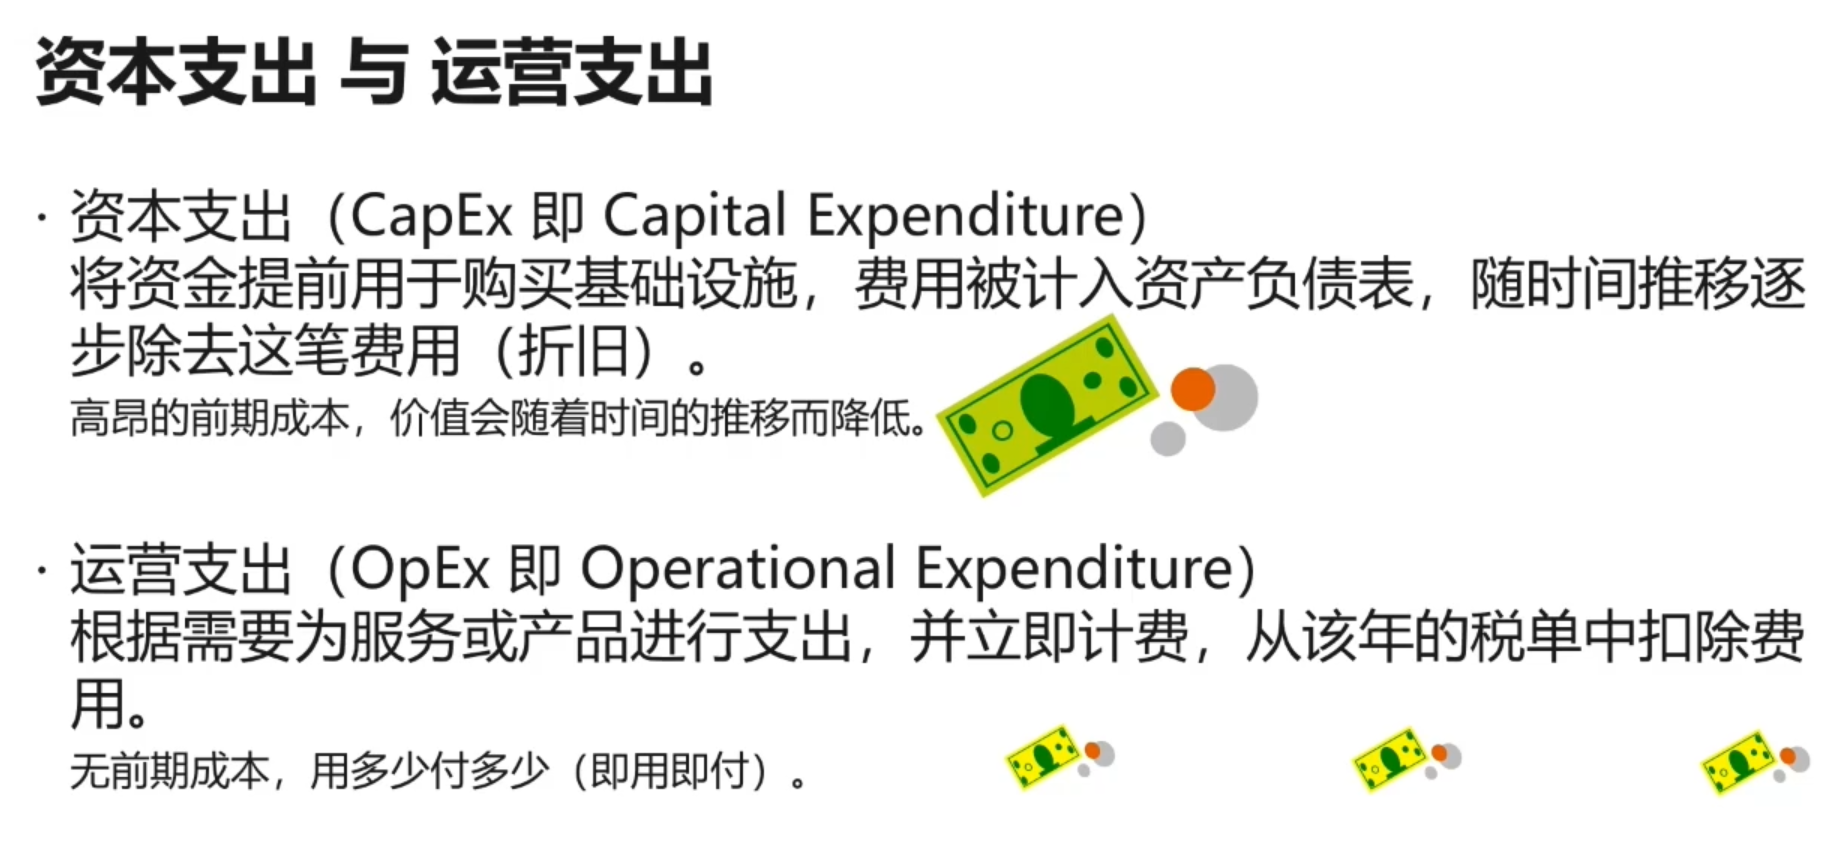 资本支出 与 运营支出
· 资本支出（CapEx 即 Capital Expenditure）
将资金提前用于购买基础设施，费用被计入资产负债表，随时间推移逐
步除去这笔费用（折旧）。
高昂的前期成本，价值会随着时间的推移而降低。
· 运营支出（OpEx 即 Operational Expenditure）
根据需要为服务或产品进行支出，并立即计费，从该年的税单中扣除费
用。
无前期成本，用多少付多少（即用即付）。